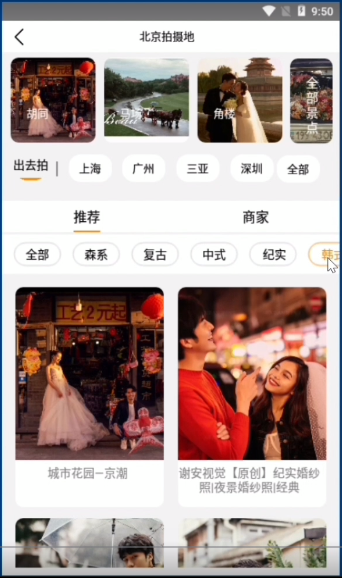 9:50
北京拍摄地
胡同
马场
角楼
全部景点
出去拍
上海
广州
三亚
深圳
全部
推荐
商家
全部
森系
复古
中式
纪实
韩式
工艺2元起
城市花园—京潮
谢安视觉【原创】纪实婚纱
照|夜景婚纱照|经典